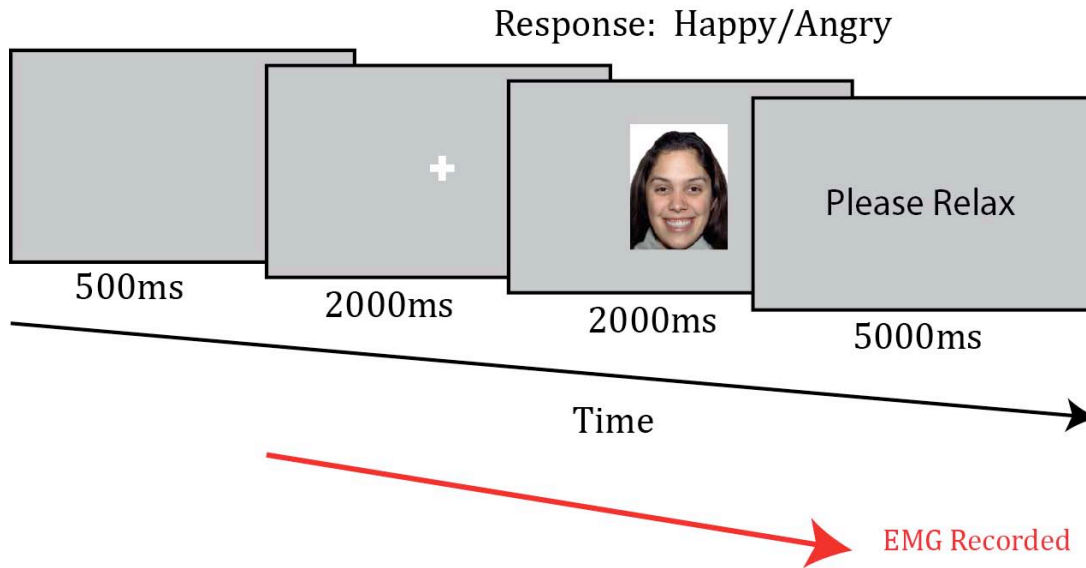 Response: Happy/Angry
Please Relax
500ms
2000ms
2000ms
5000ms
Time
EMG Recorded